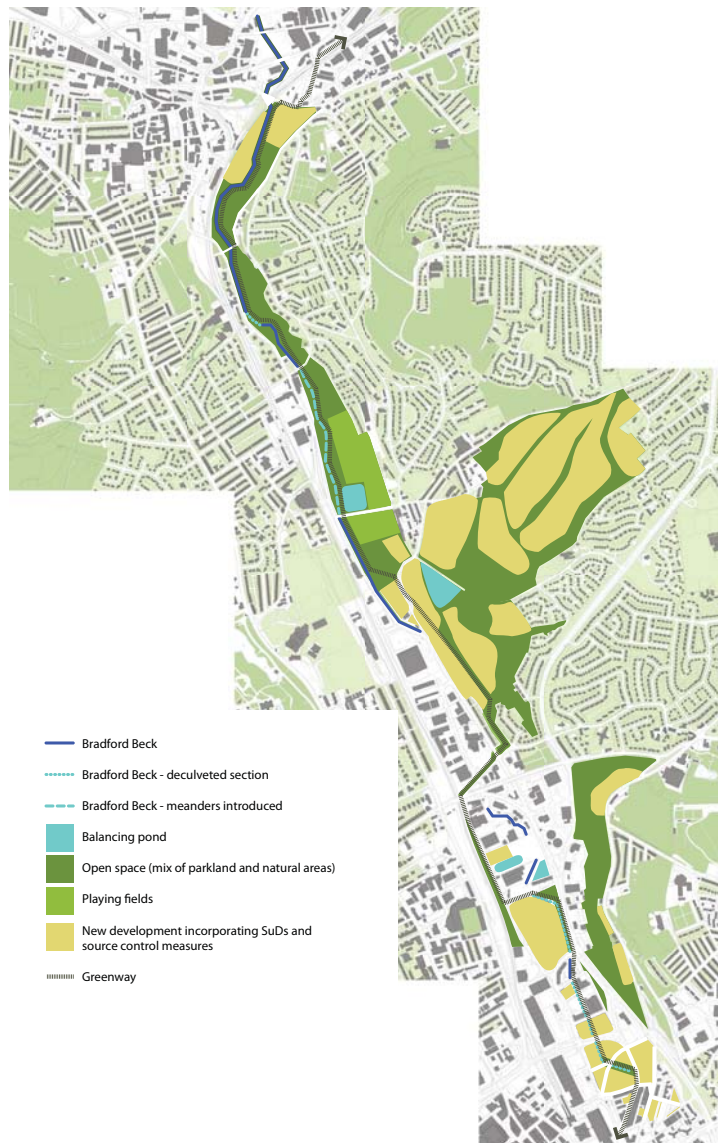 Bradford Beck
Bradford Beck - deculveted section
Bradford Beck - meanders introduced
Balancing pond
Open space (mix of parkland and natural areas)
Playing fields
New development incorporating SuDs and
source control measures
Greenway